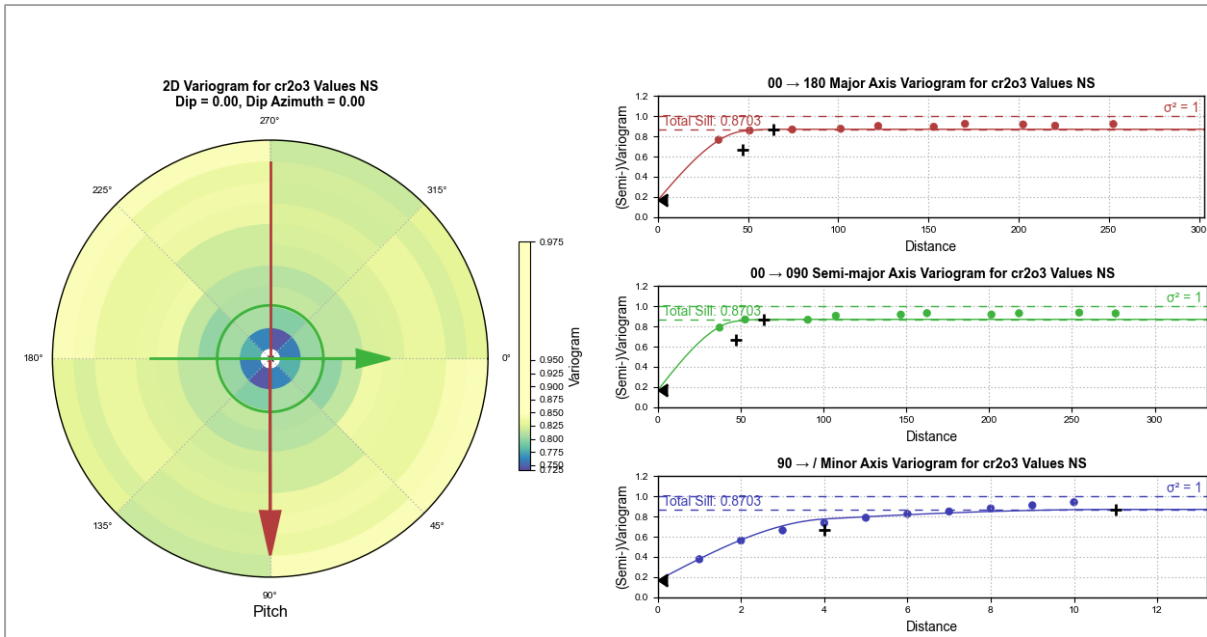 2D Variogram for cr2o3 Values NS
Dip = 0.00, Dip Azimuth = 0.00
270°
225°
315°
180°
0°
135°
45°
90°
Pitch
0.975
0.950
0.925
0.900
0.875
0.850
0.825
0.800
0.775
0.750
0.725
Variogram
00 → 180 Major Axis Variogram for cr2o3 Values NS
(Semi-)Variogram
1.2
1.0
0.8
0.6
0.4
0.2
0.0
Total Sill: 0.8703
σ² = 1
0 50 100 150 200 250 300
Distance
00 → 090 Semi-major Axis Variogram for cr2o3 Values NS
(Semi-)Variogram
1.2
1.0
0.8
0.6
0.4
0.2
0.0
Total Sill: 0.8703
σ² = 1
0 50 100 150 200 250 300
Distance
90 → / Minor Axis Variogram for cr2o3 Values NS
(Semi-)Variogram
1.2
1.0
0.8
0.6
0.4
0.2
0.0
Total Sill: 0.8703
σ² = 1
0 2 4 6 8 10 12
Distance